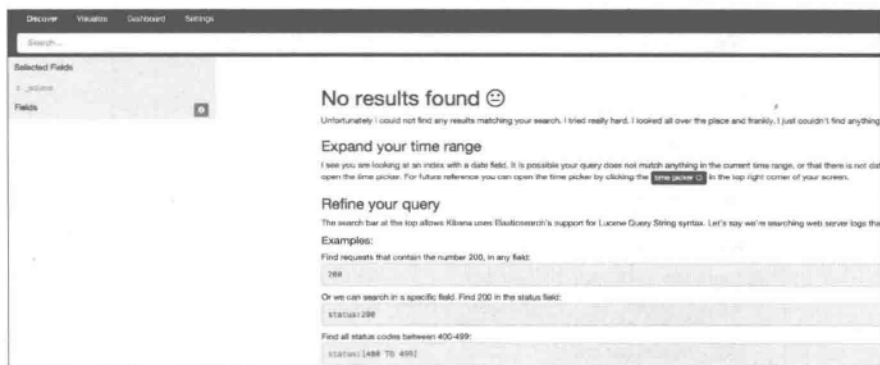 Discover Visualize Dashboard Settings
Search...
Selected Fields
? _source
Fields
No results found
Unfortunately I could not find any results matching your search. I tried really hard. I looked all over the place and frankly, I just couldn't find anything
Expand your time range
I see you are looking at an index with a date field. It is possible your query does not match anything in the current time range, or that there is not dat
open the time picker. For future reference you can open the time picker by clicking the time picker in the top right corner of your screen.
Refine your query
The search bar at the top allows Kibana uses Elasticsearch's support for Lucene Query String syntax. Let's say we're searching web server logs tha
Examples:
Find requests that contain the number 200, in any field:
200
Or we can search in a specific field. Find 200 in the status field:
status:200
Find all status codes between 400-499:
status:[400 TO 499]